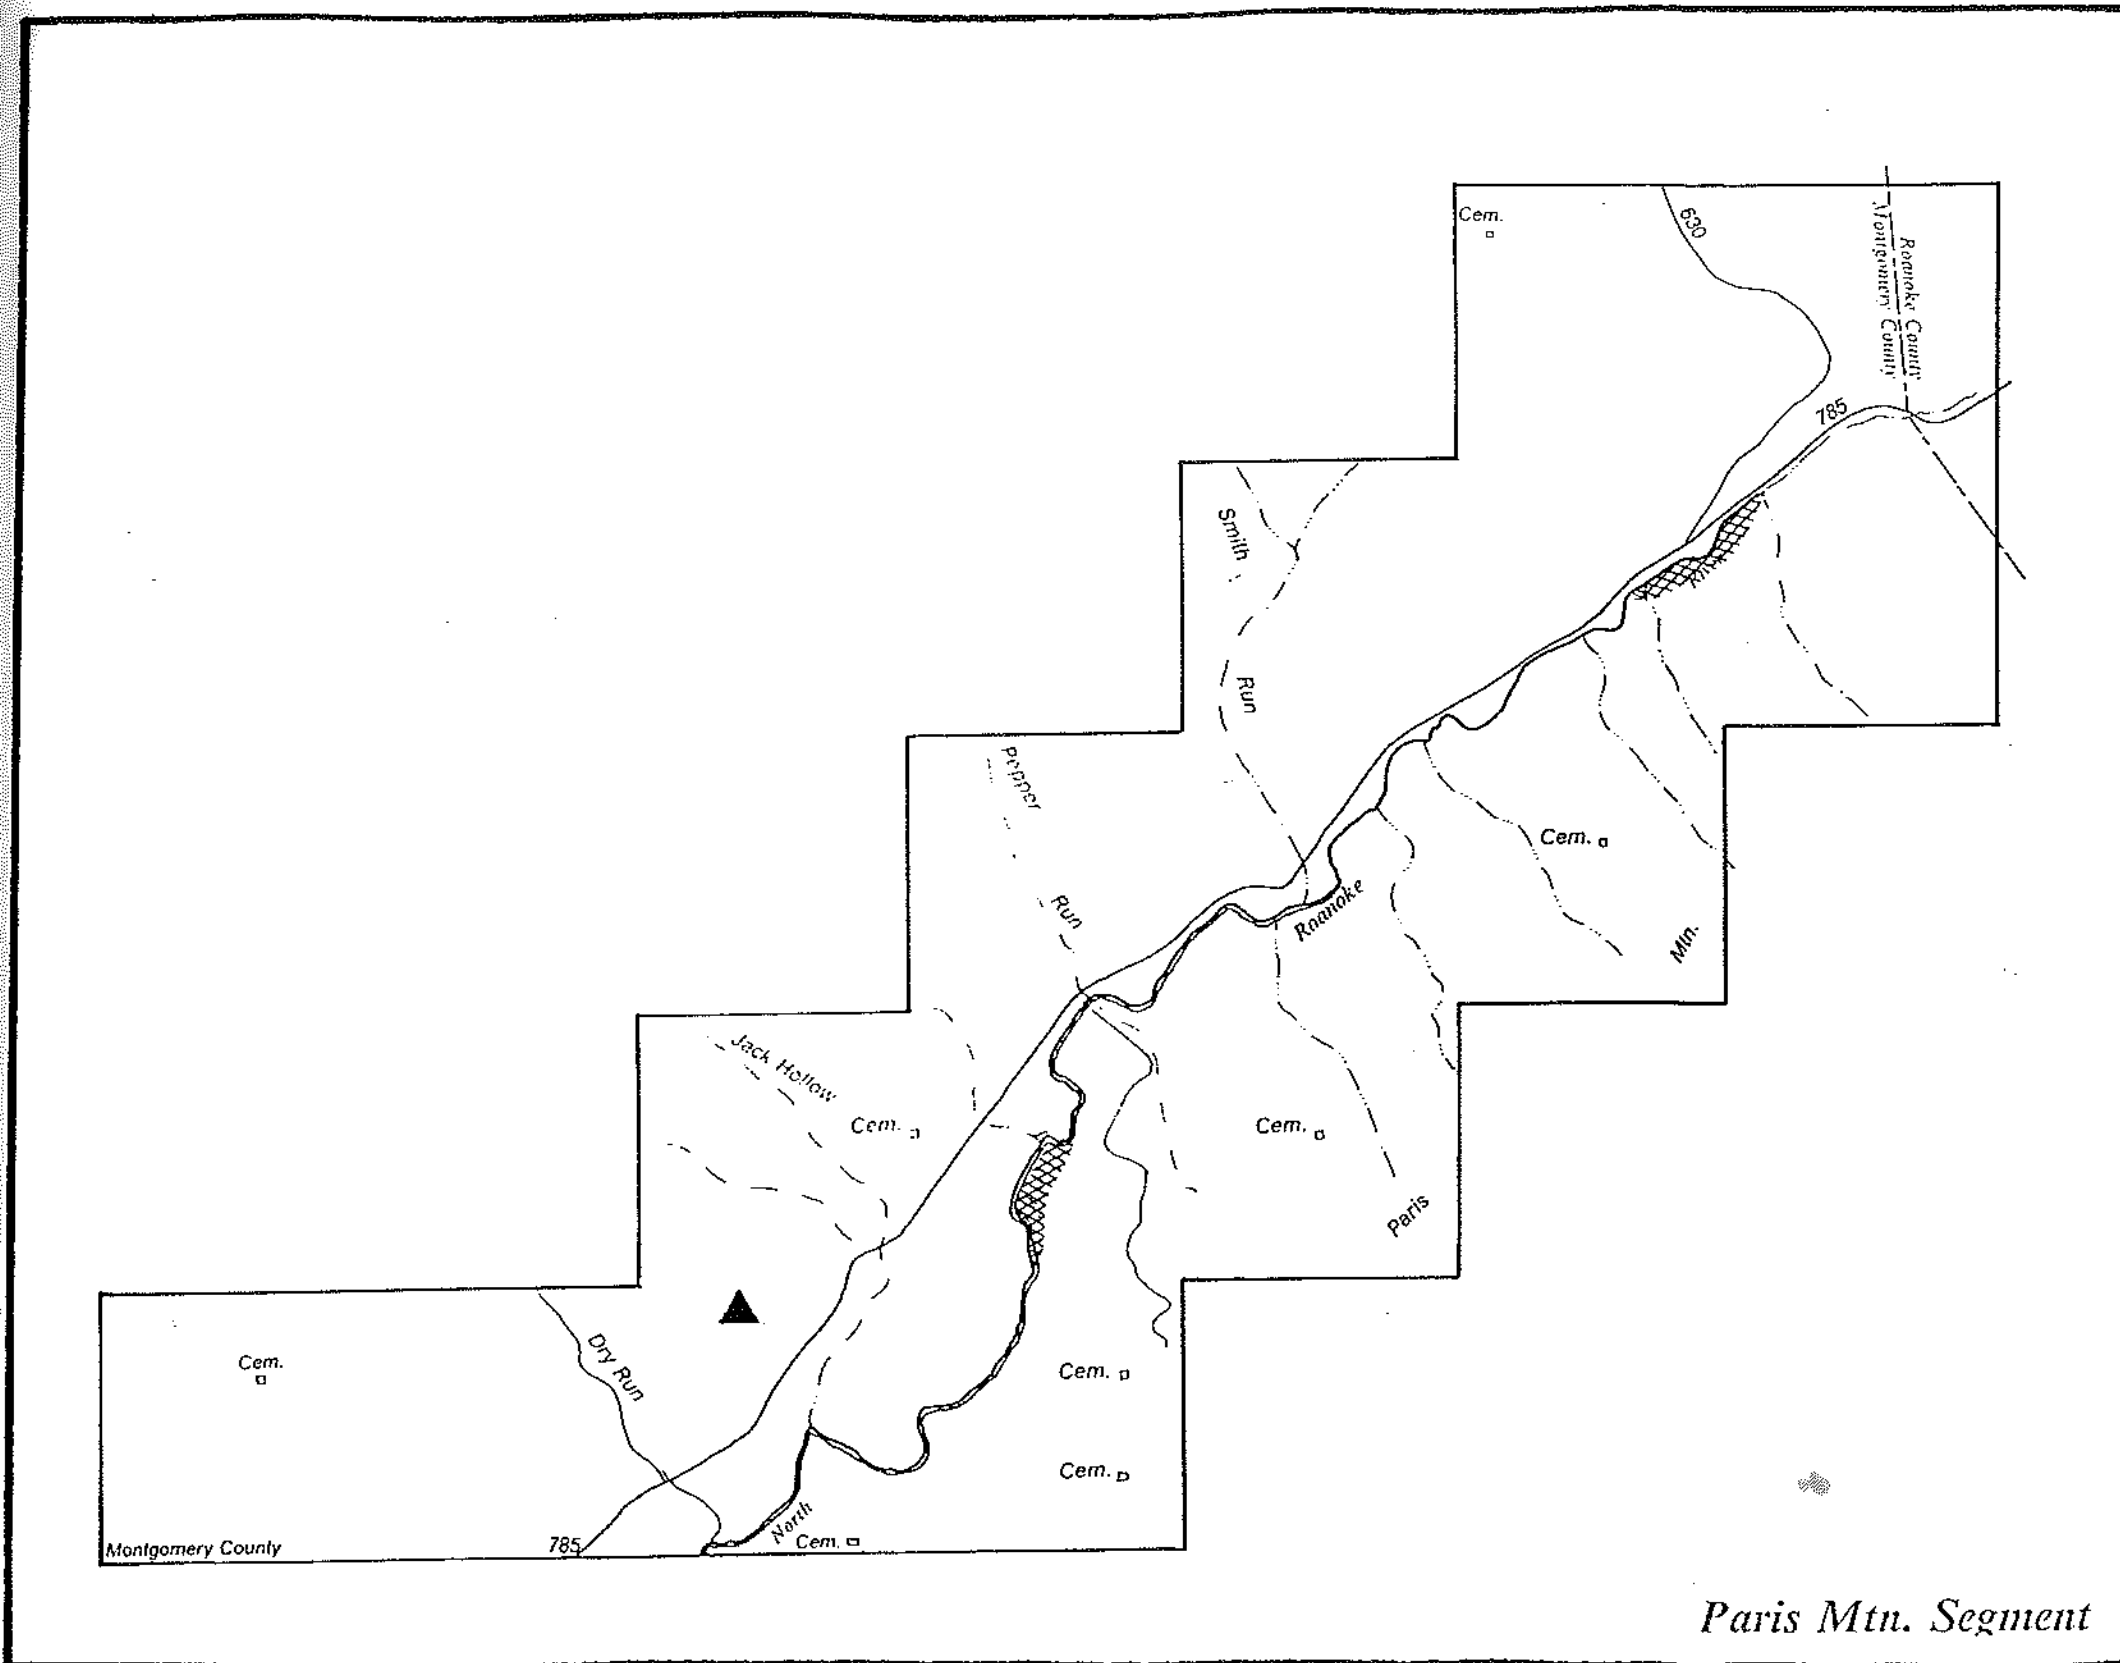 Cem.
630
Roanoke County
Montgomery County
785
Smith
Run
River
Pepper
Run
Cem.
Roanoke
Mtn.
Jack Hollow
Cem.
Cem.
Paris
Dry Run
Cem.
Cem.
Cem.
North
Cem.
785
Montgomery County
Paris Mtn. Segment